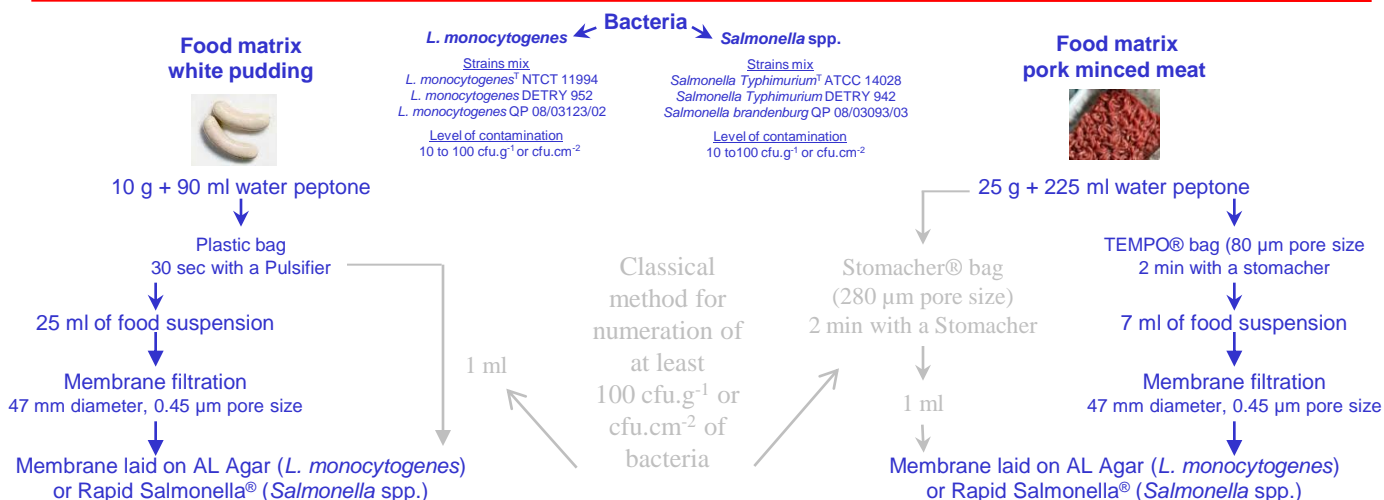 Bacteria
Food matrix
white pudding
L. monocytogenes
Strains mix
L. monocytogenesT NTCT 11994
L. monocytogenes DETRY 952
L. monocytogenes QP 08/03123/02
Level of contamination
10 to 100 cfu.g-1 or cfu.cm-2
Salmonella spp.
Strains mix
Salmonella TyphimuriumT ATCC 14028
Salmonella Typhimurium DETRY 942
Salmonella brandenburg QP 08/03093/03
Level of contamination
10 to100 cfu.g-1 or cfu.cm-2
Food matrix
pork minced meat
10 g + 90 ml water peptone
Plastic bag
30 sec with a Pulsifier
25 ml of food suspension
Membrane filtration
47 mm diameter, 0.45 µm pore size
Membrane laid on AL Agar (L. monocytogenes)
or Rapid Salmonella® (Salmonella spp.)
1 ml
Classical
method for
numeration of
at least
100 cfu.g-1 or
cfu.cm-2 of
bacteria
25 g + 225 ml water peptone
Stomacher® bag
(280 µm pore size)
2 min with a Stomacher
1 ml
TEMPO® bag (80 µm pore size
2 min with a stomacher
7 ml of food suspension
Membrane filtration
47 mm diameter, 0.45 µm pore size
Membrane laid on AL Agar (L. monocytogenes)
or Rapid Salmonella® (Salmonella spp.)